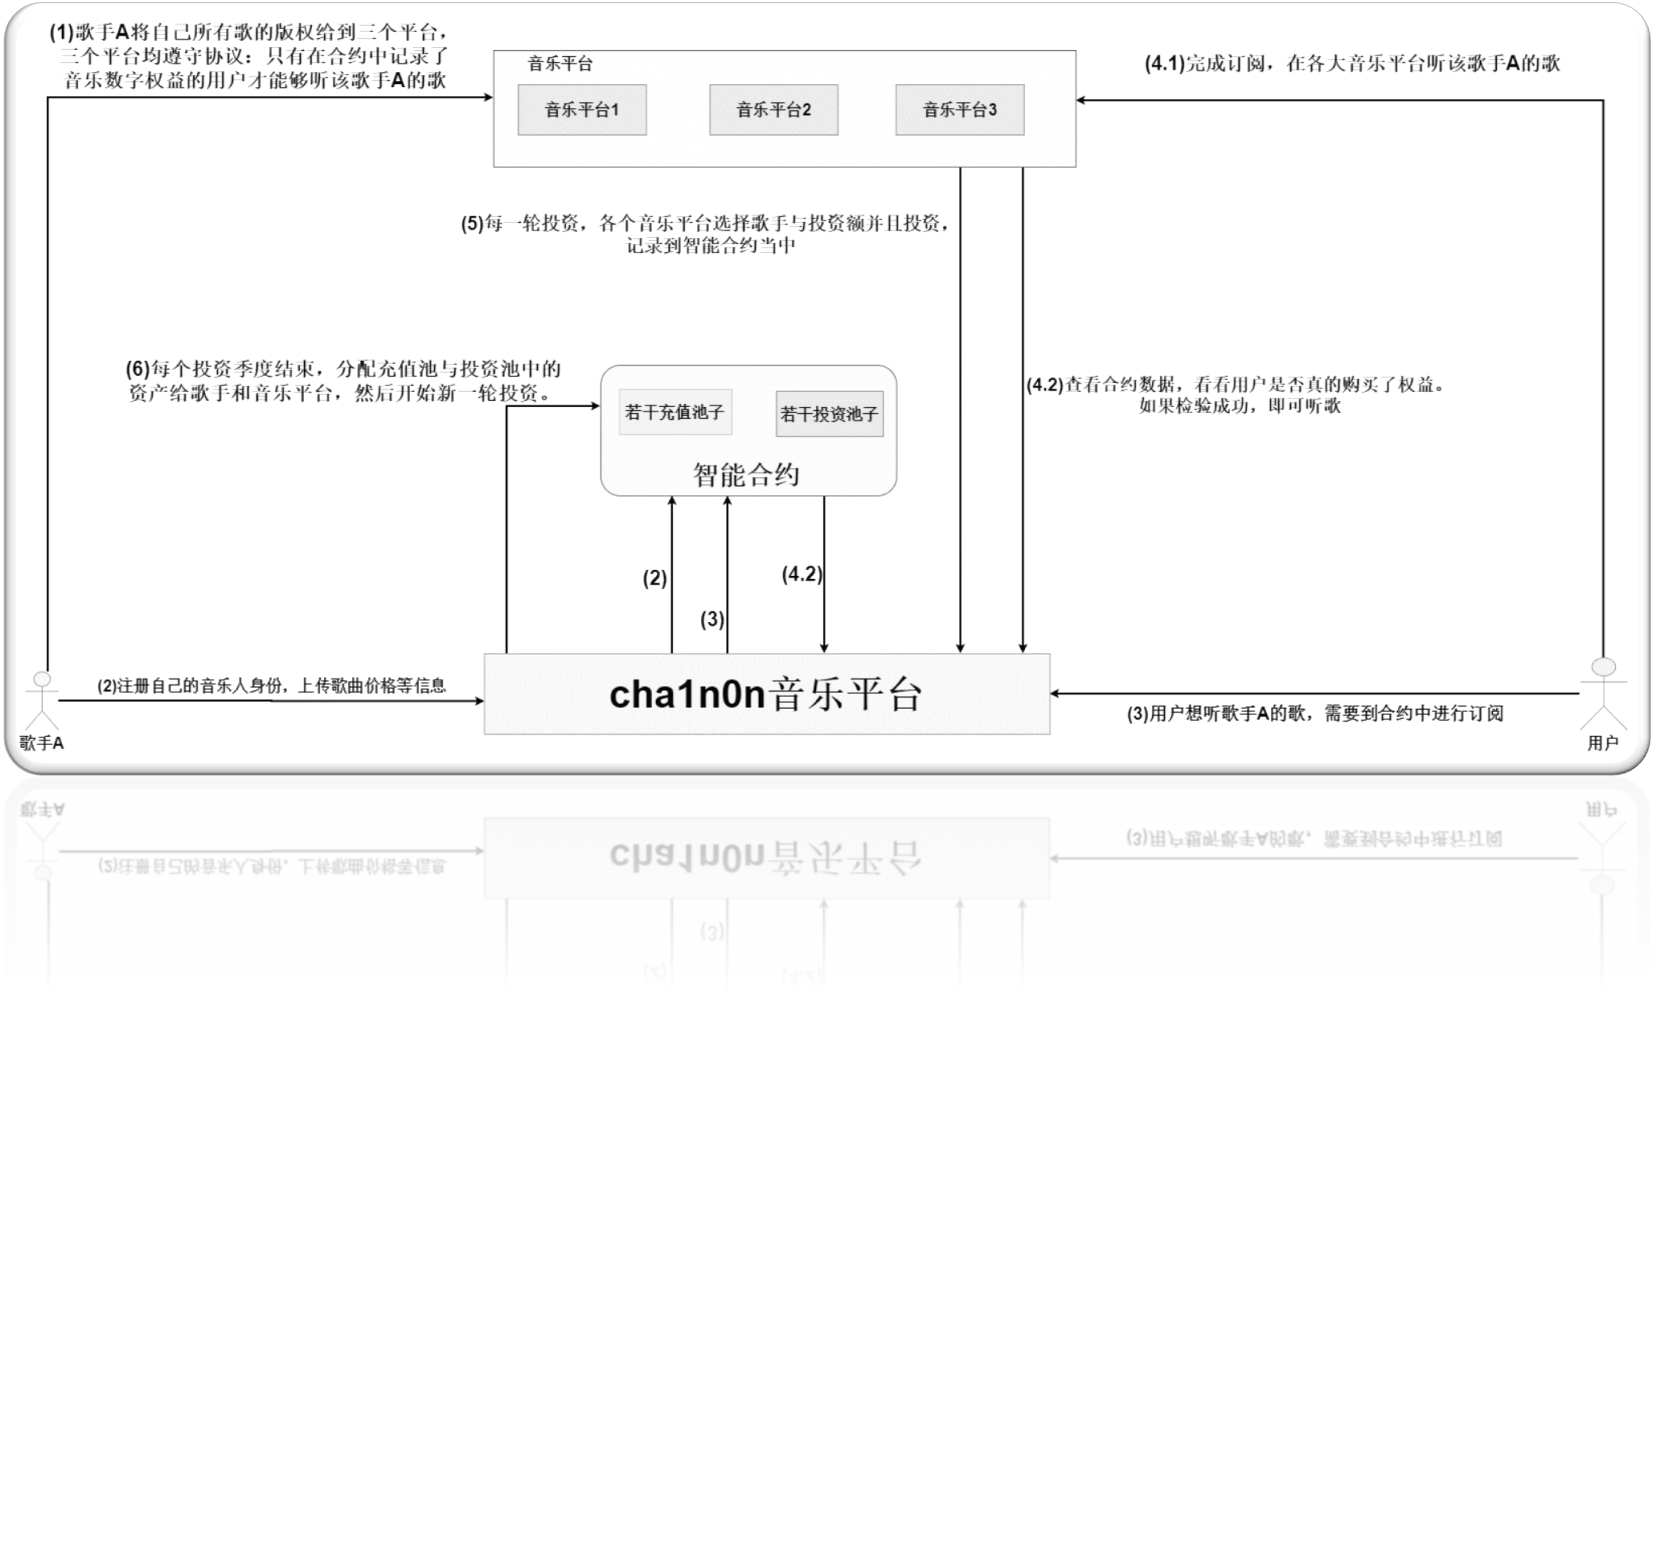 (1)歌手A将自己所有歌的版权给到三个平台，
三个平台均遵守协议：只有在合约中记录了
音乐数字权益的用户才能够听该歌手A的歌
音乐平台
音乐平台1
音乐平台2
音乐平台3
(4.1)完成订阅，在各大音乐平台听该歌手A的歌
(5)每一轮投资，各个音乐平台选择歌手与投资额并且投资，
记录到智能合约当中
(6)每个投资季度结束，分配充值池与投资池中的
资产给歌手和音乐平台，然后开始新一轮投资。
若干充值池子
若干投资池子
智能合约
(4.2)查看合约数据，看看用户是否真的购买了权益。
如果检验成功，即可听歌
(2)
(3)
(4.2)
(2)注册自己的音乐人身份，上传歌曲价格等信息
cha1n0n音乐平台
(3)用户想听歌手A的歌，需要到合约中进行订阅
歌手A
用户